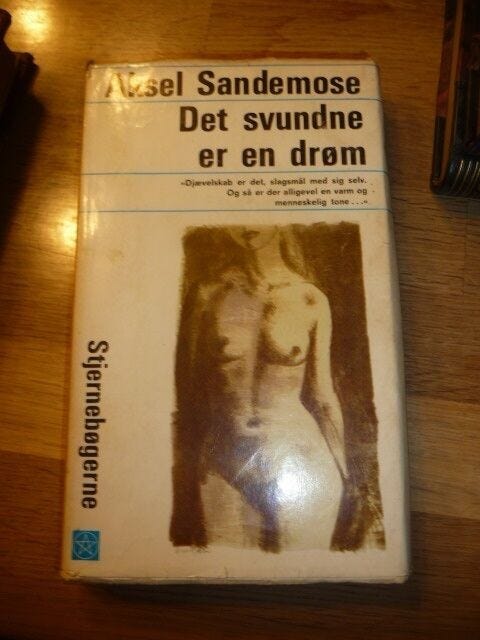 Aksel Sandemose
Det svundne
er en drøm
»Djævelskab er det, slagsmål med sig selv.
Og så er der alligevel en varm og
menneskelig tone...«
Stjernebøgerne